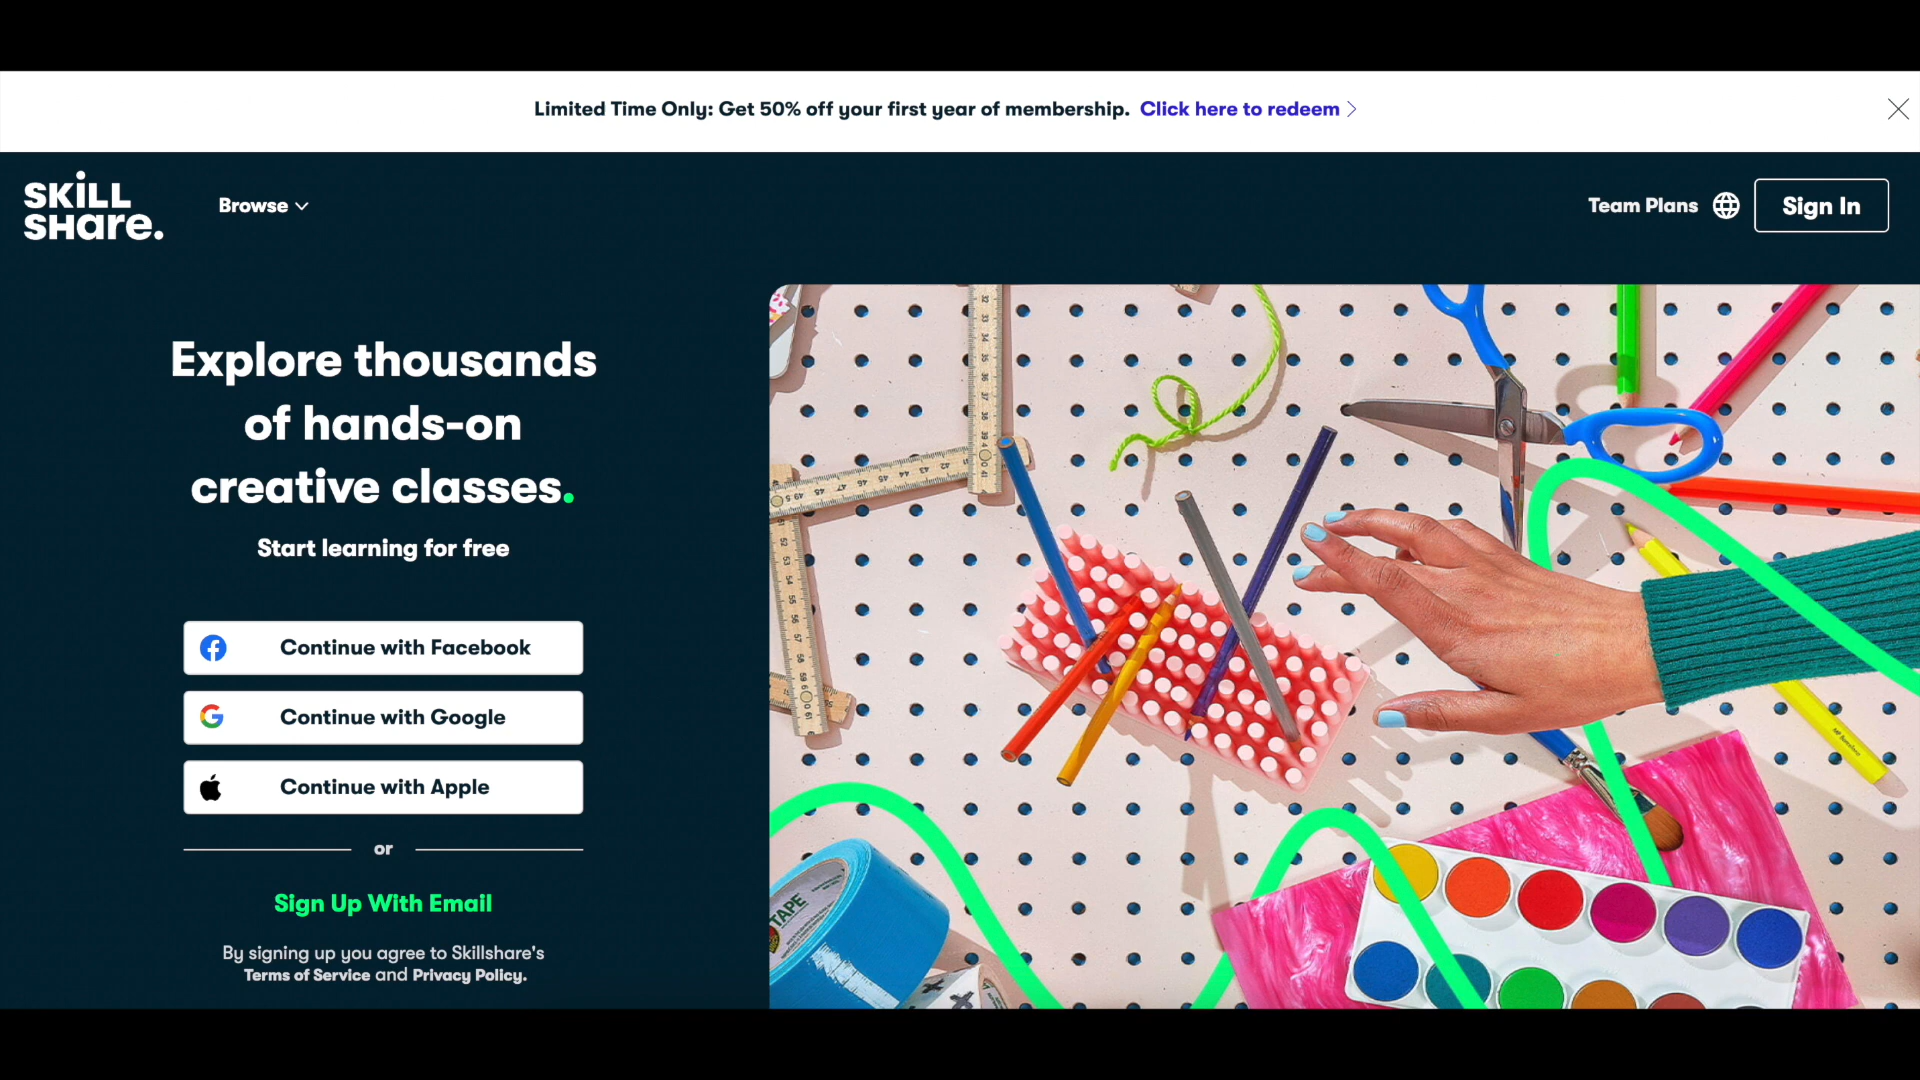 Limited Time Only: Get 50% off your first year of membership. Click here to redeem
SKiLL
SHare.
Browse
Team Plans
Sign In
Explore thousands
of hands-on
creative classes.
Start learning for free
Continue with Facebook
Continue with Google
Continue with Apple
or
Sign Up With Email
By signing up you agree to Skillshare's
Terms of Service and Privacy Policy.
TAPE